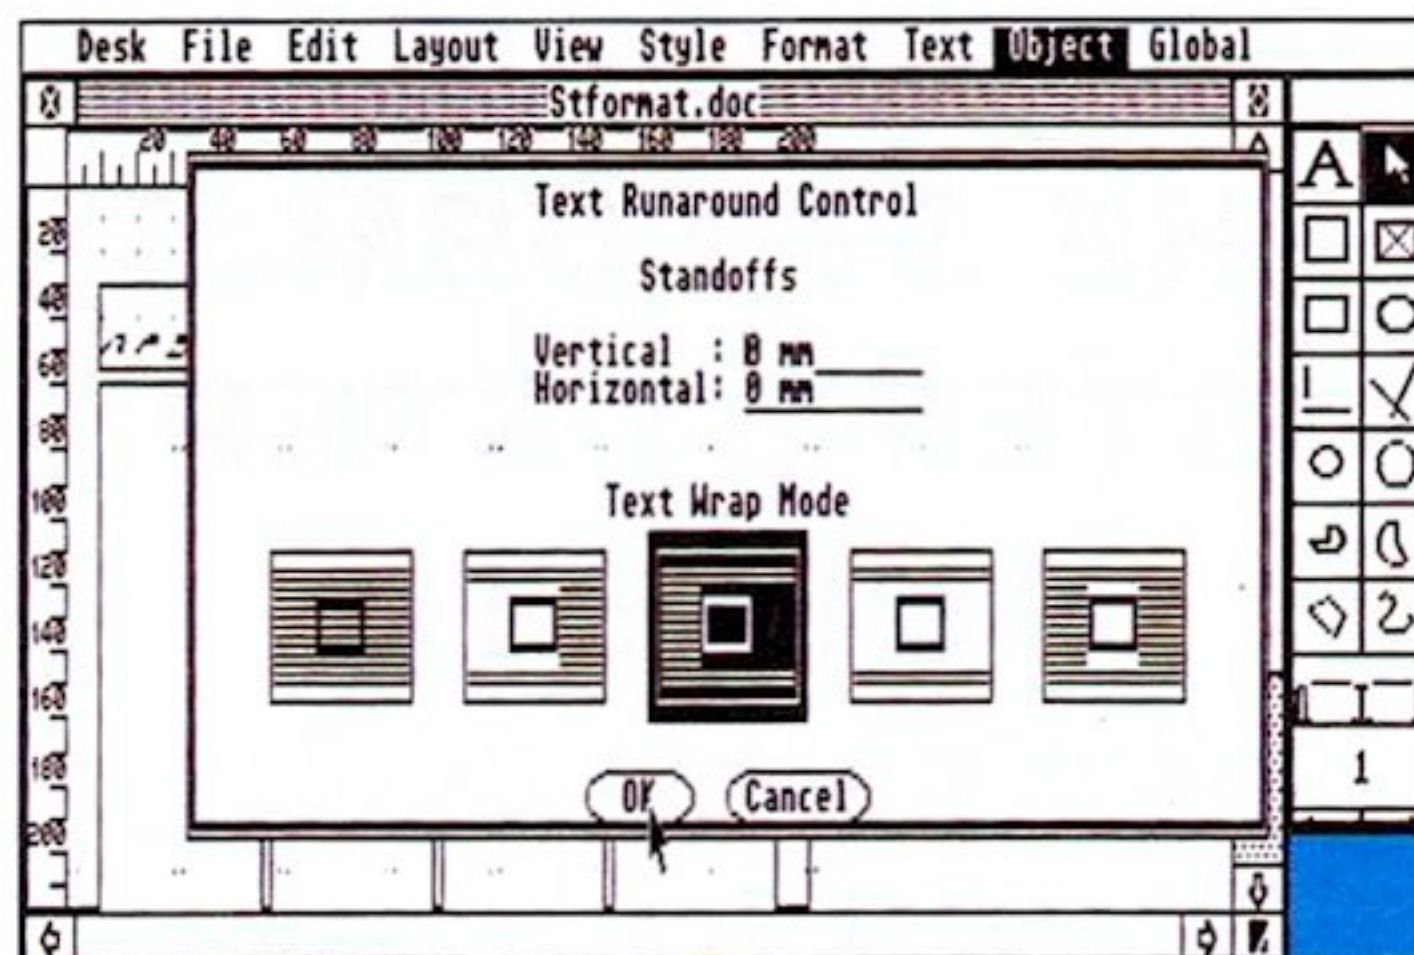 Desk File Edit Layout View Style Format Text Object Global
Stformat.doc
20 40 60 80 100 120 140 160 180 200
Text Runaround Control
Standoffs
Vertical : 0 mm
Horizontal: 0 mm
Text Wrap Mode
OK Cancel
20
40
60
80
100
120
140
160
180
200
A
1